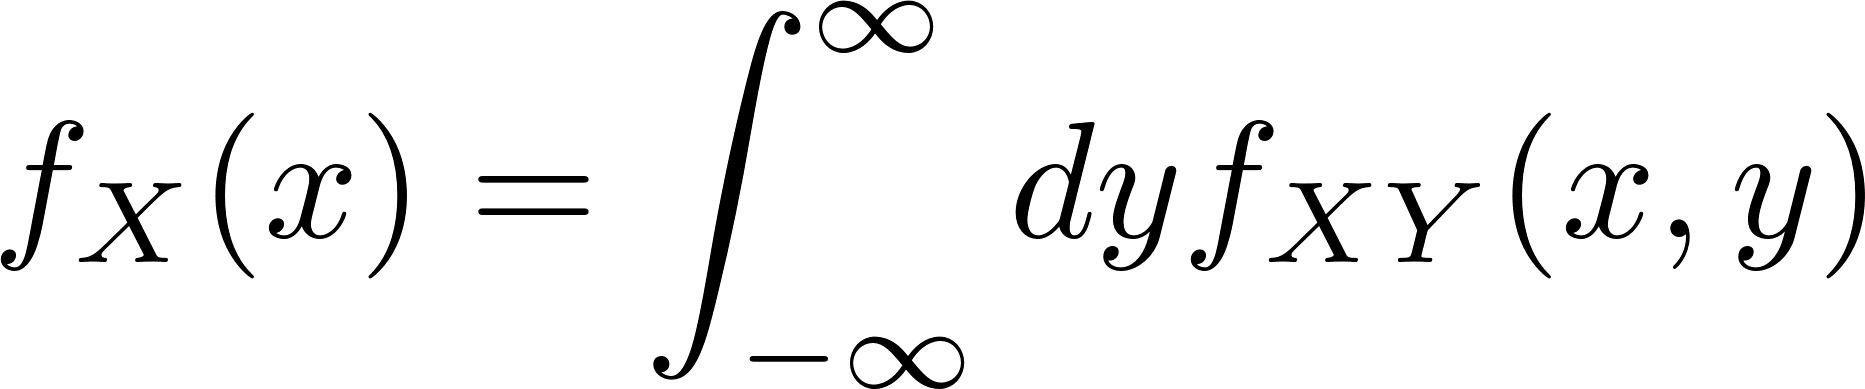 f_X(x) = \int_{-\infty}^{\infty} dy f_{XY}(x, y)